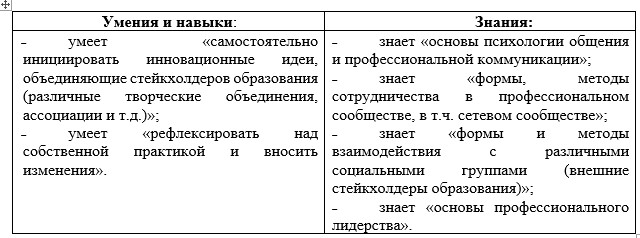 Умения и навыки:
- умеет «самостоятельно
инициировать инновационные идеи,
объединяющие стейкхолдеров образования
(различные творческие объединения,
ассоциации и т.д.)»;
- умеет «рефлексировать над
собственной практикой и вносить
изменения».
Знания:
- знает «основы психологии общения
и профессиональной коммуникации»;
- знает «формы, методы
сотрудничества в профессиональном
сообществе, в т.ч. сетевом сообществе»;
- знает «формы и методы
взаимодействия с различными
социальными группами (внешние
стейкхолдеры образования)»;
- знает «основы профессионального
лидерства».